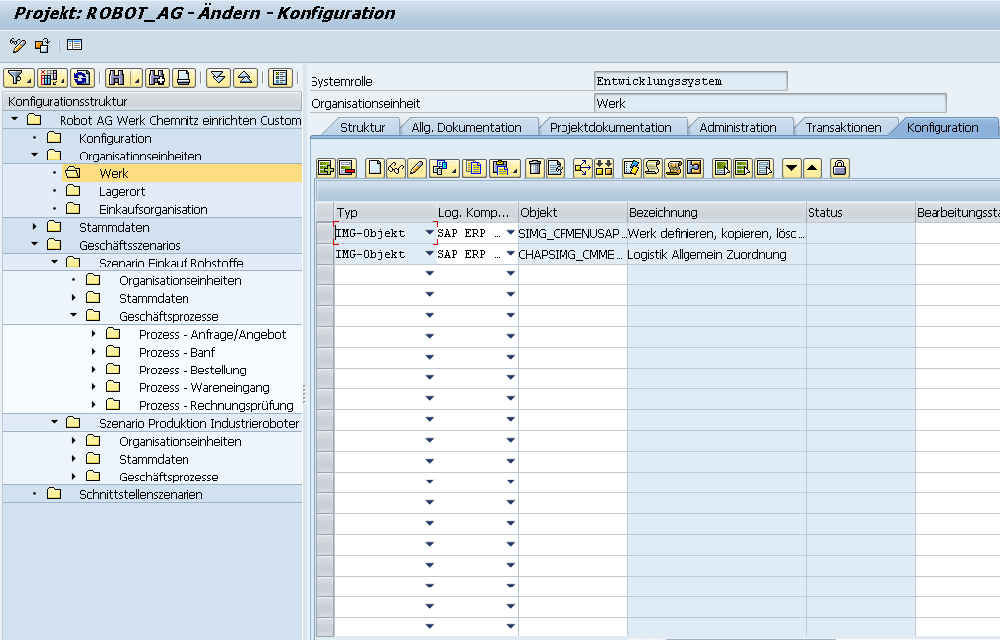 Projekt: ROBOT_AG - Ändern - Konfiguration
Systemrolle Entwicklungssystem
Organisationseinheit Werk
Struktur Allg. Dokumentation Projektdokumentation Administration Transaktionen Konfiguration
Konfigurationsstruktur
Robot AG Werk Chemnitz einrichten Custom
Konfiguration
Organisationseinheiten
Werk
Lagerort
Einkaufsorganisation
Stammdaten
Geschäftsszenarios
Szenario Einkauf Rohstoffe
Organisationseinheiten
Stammdaten
Geschäftsprozesse
Prozess - Anfrage/Angebot
Prozess - Banf
Prozess - Bestellung
Prozess - Wareneingang
Prozess - Rechnungsprüfung
Szenario Produktion Industrieroboter
Organisationseinheiten
Stammdaten
Geschäftsprozesse
Schnittstellenszenarien
Typ Log. Komp... Objekt Bezeichnung Status Bearbeitungssta
IMG-Objekt SAP ERP ... SIMG_CFMENUSAP... Werk definieren, kopieren, lösc...
IMG-Objekt SAP ERP ... CHAPSIMG_CMME... Logistik Allgemein Zuordnung